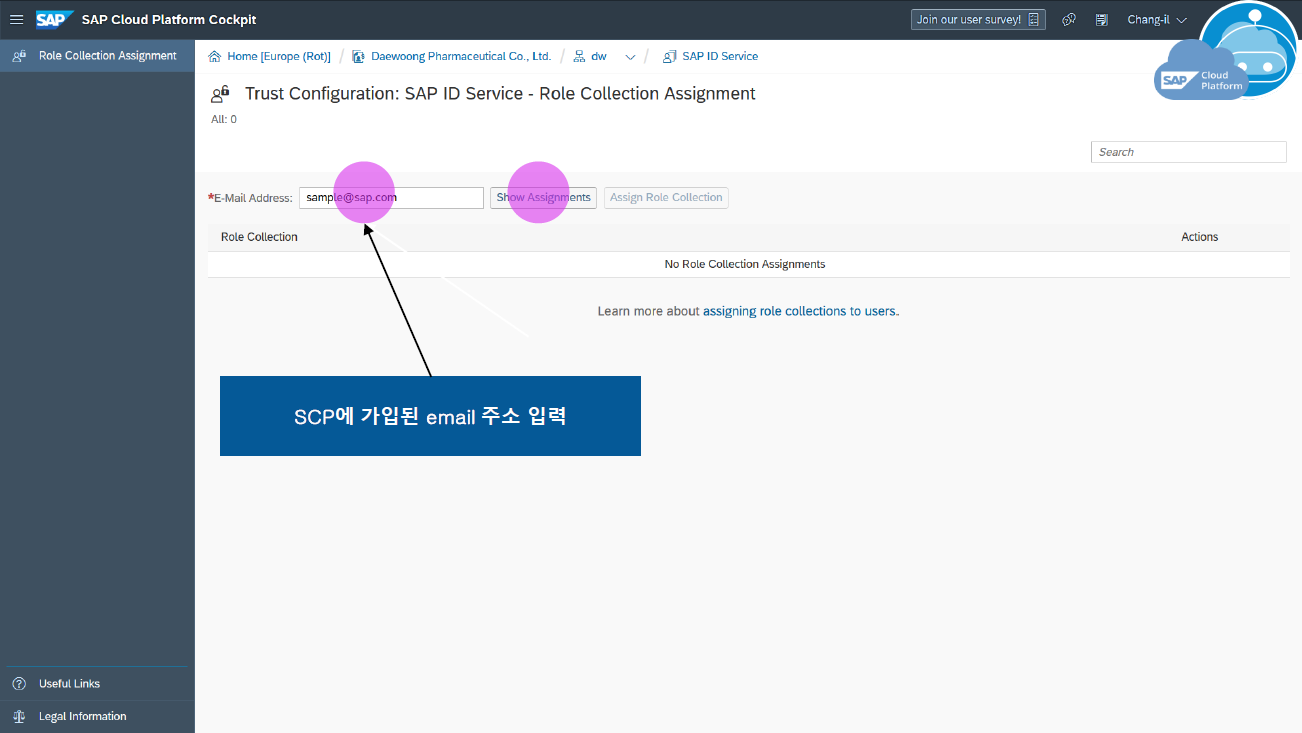 SAP SAP Cloud Platform Cockpit
Join our user survey!
Chang-il
Role Collection Assignment
Home [Europe (Rot)] / Daewoong Pharmaceutical Co., Ltd. / dw / SAP ID Service
SAP Cloud
Platform
Trust Configuration: SAP ID Service - Role Collection Assignment
All: 0
Search
*E-Mail Address: sample@sap.com Show Assignments Assign Role Collection
Role Collection Actions
No Role Collection Assignments
Learn more about assigning role collections to users..
SCP에 가입된 email 주소 입력
Useful Links
Legal Information